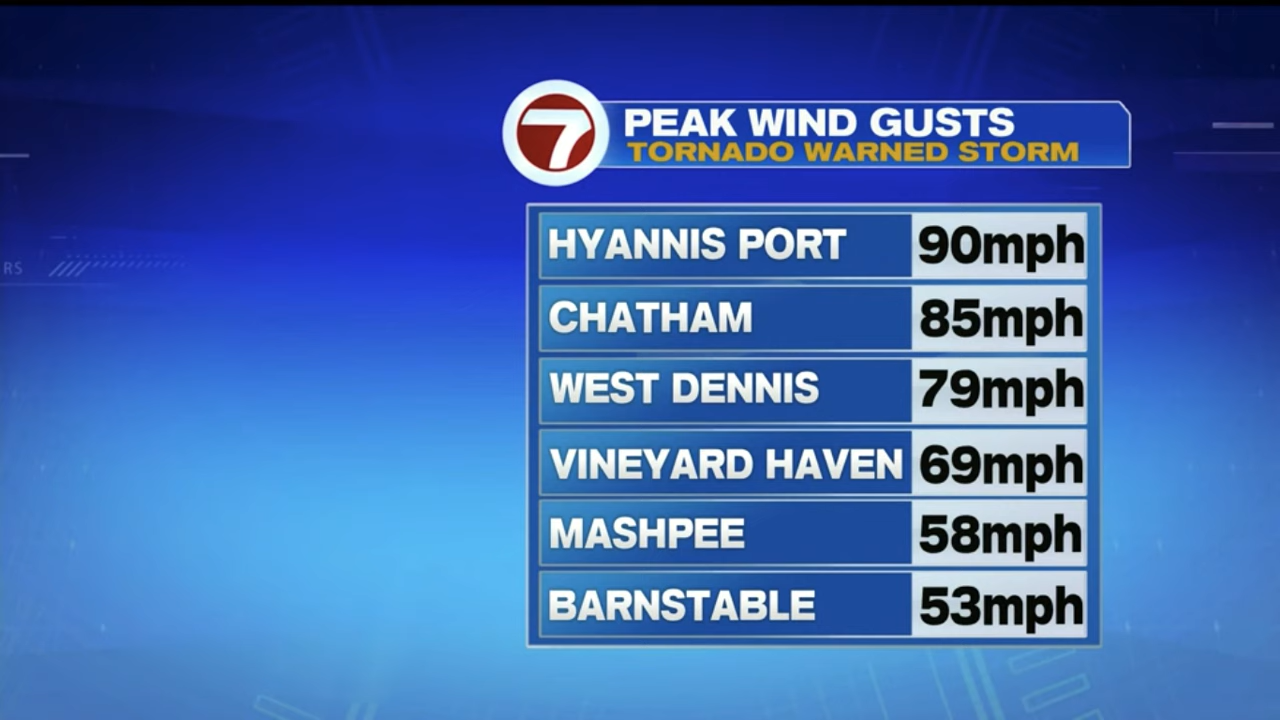 7
PEAK WIND GUSTS
TORNADO WARNED STORM
HYANNIS PORT 90mph
CHATHAM 85mph
WEST DENNIS 79mph
VINEYARD HAVEN 69mph
MASHPEE 58mph
BARNSTABLE 53mph
RS